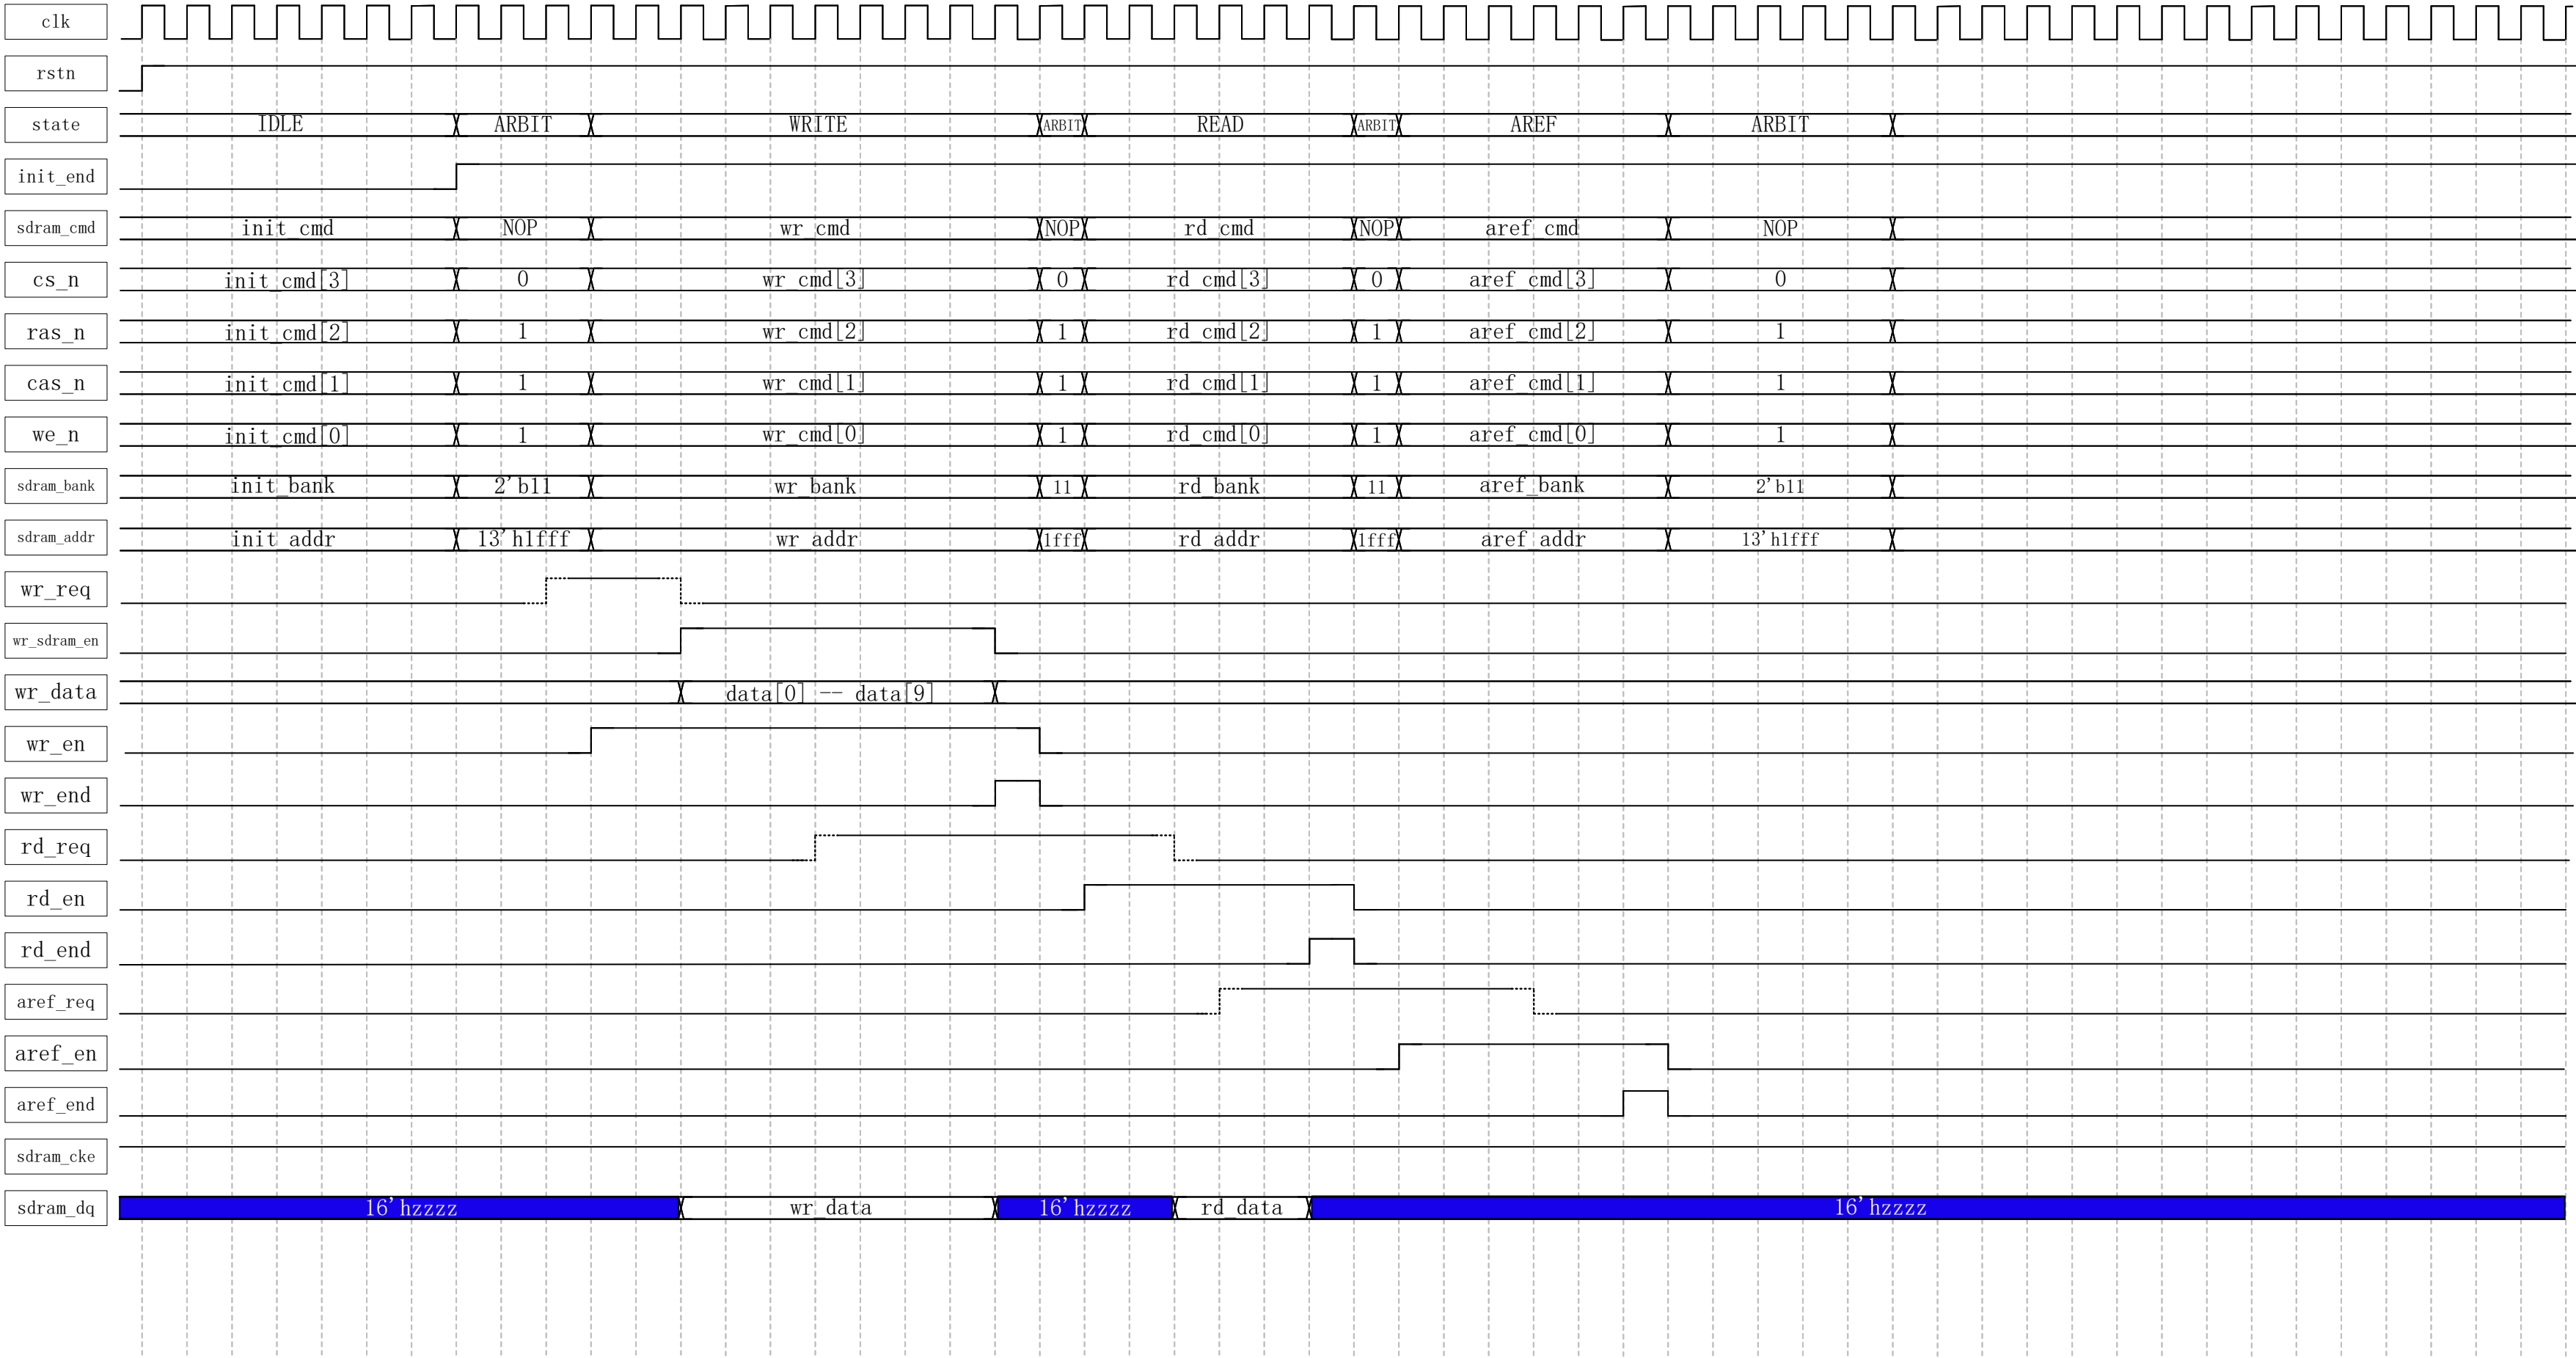 clk
rstn
state IDLE ARBIT WRITE ARBIT READ ARBIT AREF ARBIT
init_end
sdram_cmd init_cmd NOP wr_cmd NOP rd_cmd NOP aref_cmd NOP
cs_n init_cmd[3] 0 wr_cmd[3] 0 rd_cmd[3] 0 aref_cmd[3] 0
ras_n init_cmd[2] 1 wr_cmd[2] 1 rd_cmd[2] 1 aref_cmd[2] 1
cas_n init_cmd[1] 1 wr_cmd[1] 1 rd_cmd[1] 1 aref_cmd[1] 1
we_n init_cmd[0] 1 wr_cmd[0] 1 rd_cmd[0] 1 aref_cmd[0] 1
sdram_bank init_bank 2'b11 wr_bank 11 rd_bank 11 aref_bank 2'b11
sdram_addr init_addr 13'h1fff wr_addr 1fff rd_addr 1fff aref_addr 13'h1fff
wr_req
wr_sdram_en
wr_data data[0] -- data[9]
wr_en
wr_end
rd_req
rd_en
rd_end
aref_req
aref_en
aref_end
sdram_cke
sdram_dq 16'hzzzz wr_data 16'hzzzz rd_data 16'hzzzz